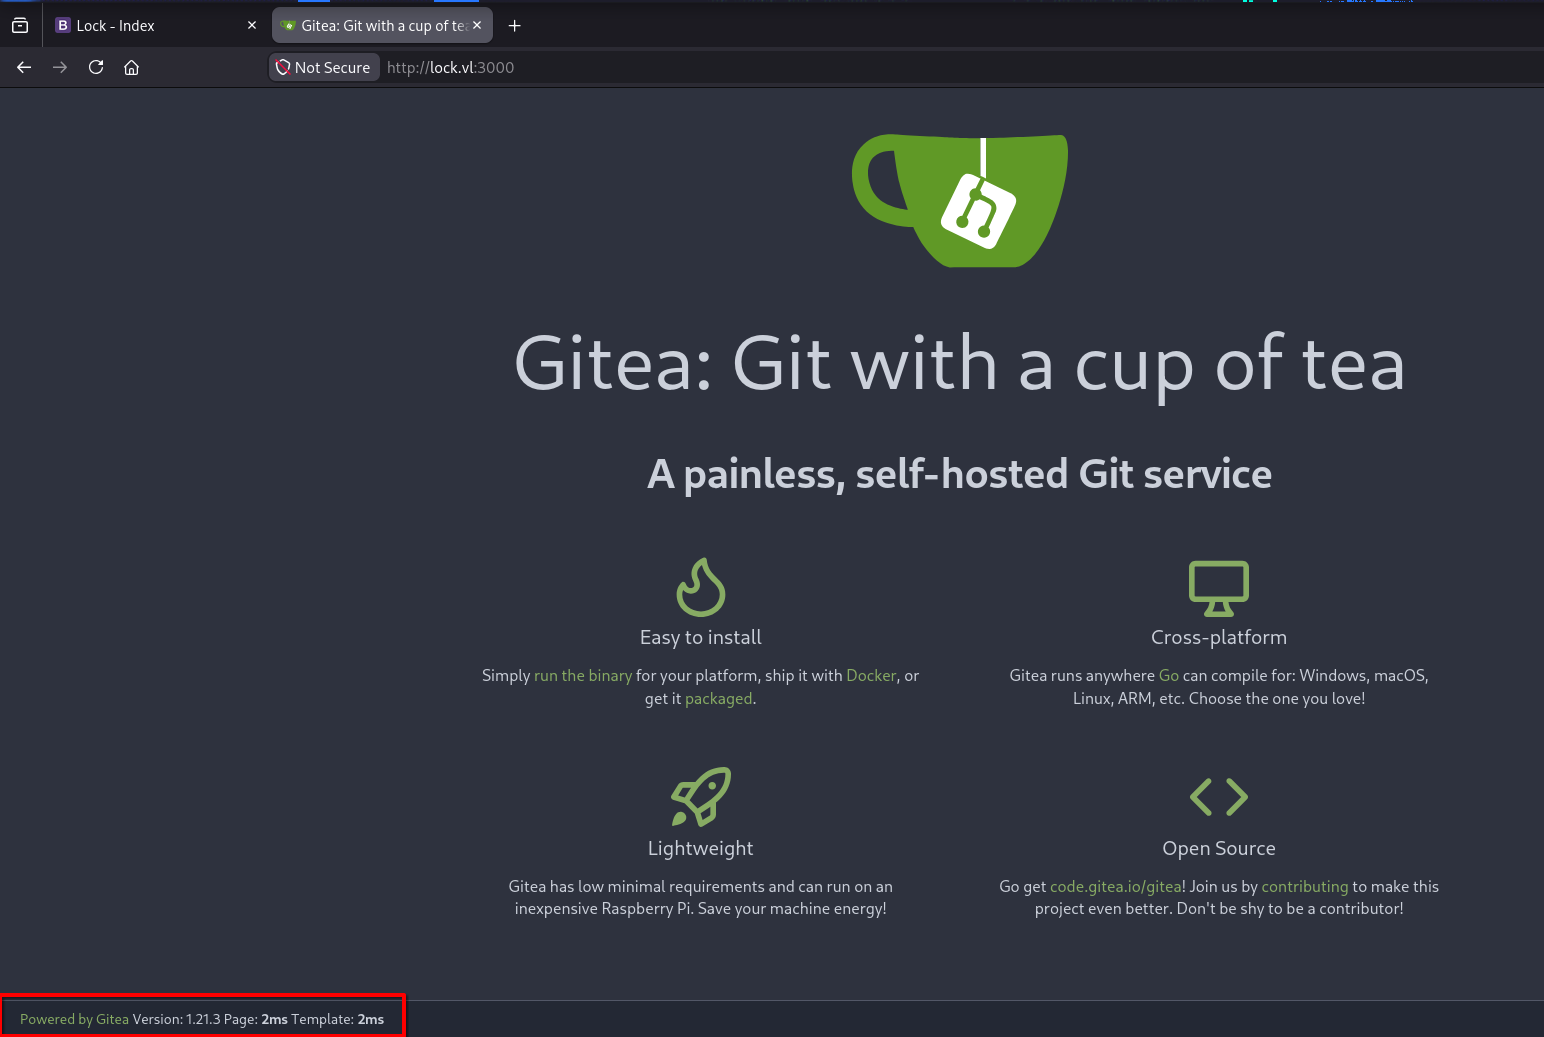 Lock - Index
Gitea: Git with a cup of tea
Not Secure http://lock.vl:3000
Gitea: Git with a cup of tea
A painless, self-hosted Git service
Easy to install
Simply run the binary for your platform, ship it with Docker, or
get it packaged.
Cross-platform
Gitea runs anywhere Go can compile for: Windows, macOS,
Linux, ARM, etc. Choose the one you love!
Lightweight
Gitea has low minimal requirements and can run on an
inexpensive Raspberry Pi. Save your machine energy!
Open Source
Go get code.gitea.io/gitea! Join us by contributing to make this
project even better. Don't be shy to be a contributor!
Powered by Gitea Version: 1.21.3 Page: 2ms Template: 2ms